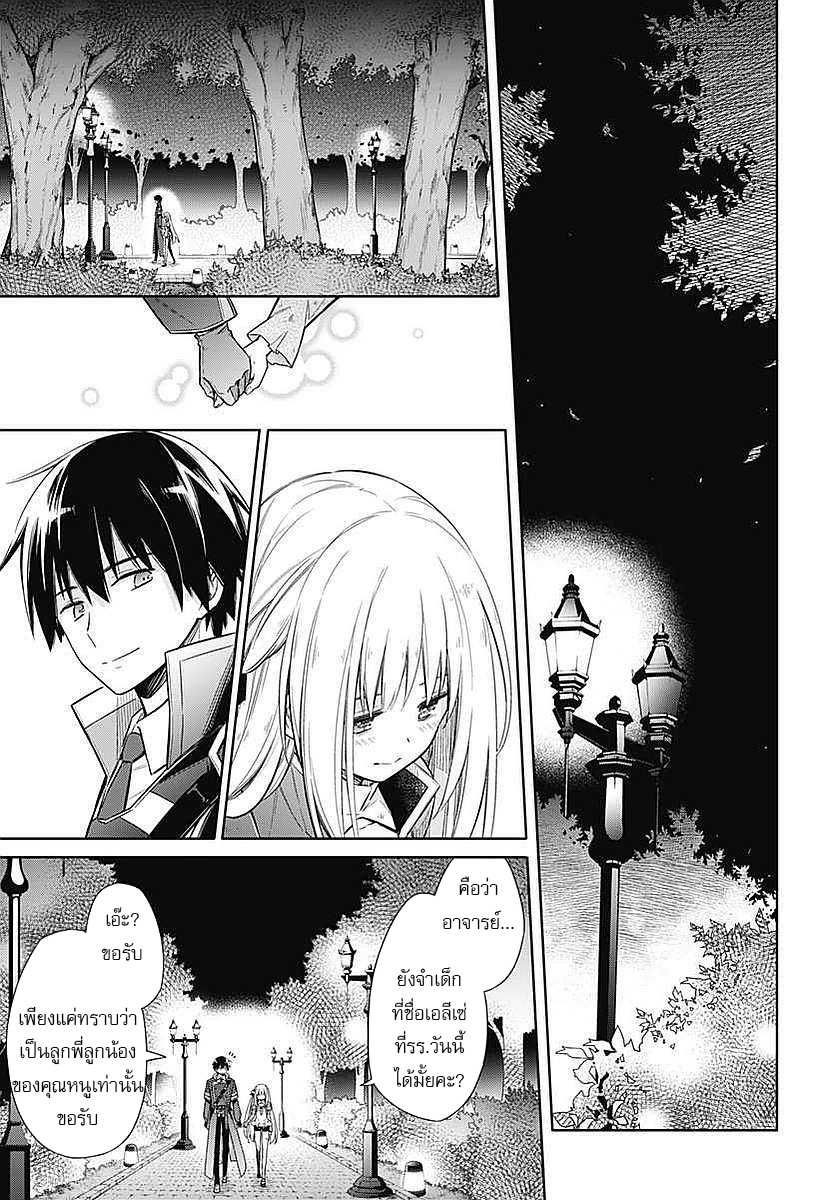 คือว่า
อาจารย์...
ยังจำเด็ก
ที่ชื่อเอลีเซ่
ที่รร.วันนี้
ได้มั้ยคะ?
เอ๊ะ?
ขอรับ
เพียงแค่ทราบว่า
เป็นลูกพี่ลูกน้อง
ของคุณหนูเท่านั้น
ขอรับ